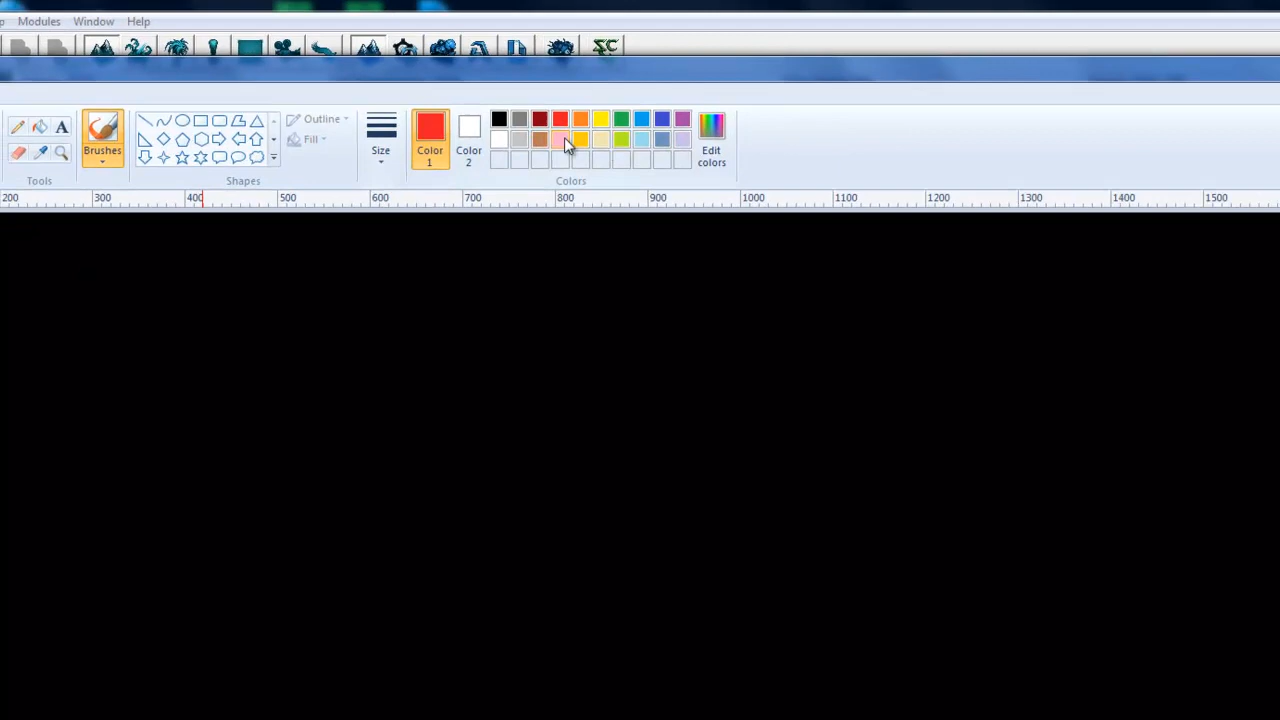 p Modules Window Help
A
Brushes
Tools
Shapes
Outline
Fill
Size
Color
1
Color
2
Colors
Edit
colors
200 300 400 500 600 700 800 900 1000 1100 1200 1300 1400 1500